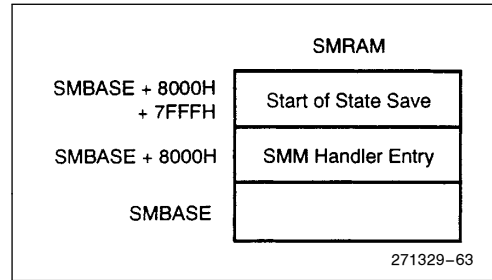 SMRAM
SMBASE + 8000H
+ 7FFFH
Start of State Save
SMBASE + 8000H
SMM Handler Entry
SMBASE
271329–63